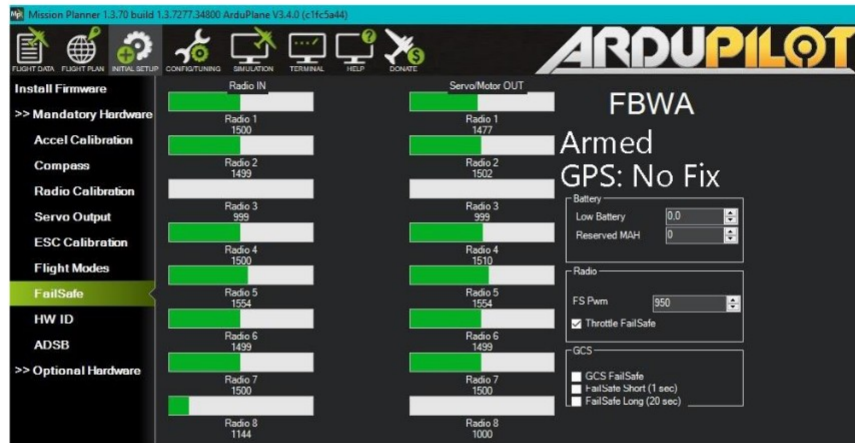 Mission Planner 1.3.70 build 1.3.7277.34800 ArduPlane V3.4.0 (c1fc5a44)
FLIGHT DATA FLIGHT PLAN INITIAL SETUP CONFIG/TUNING SIMULATION TERMINAL HELP DONATE
ARDUPILOT
Install Firmware
>> Mandatory Hardware
Accel Calibration
Compass
Radio Calibration
Servo Output
ESC Calibration
Flight Modes
FailSafe
HW ID
ADSB
>> Optional Hardware
Radio IN
Radio 1
1500
Radio 2
1499
Radio 3
999
Radio 4
1500
Radio 5
1554
Radio 6
1499
Radio 7
1500
Radio 8
1144
Servo/Motor OUT
Radio 1
1477
Radio 2
1502
Radio 3
999
Radio 4
1510
Radio 5
1554
Radio 6
1499
Radio 7
1500
Radio 8
1000
FBWA
Armed
GPS: No Fix
Battery
Low Battery 0.0
Reserved MAH 0
Radio
FS Pwm 950
Throttle FailSafe
GCS
GCS FailSafe
FailSafe Short (1 sec)
FailSafe Long (20 sec)